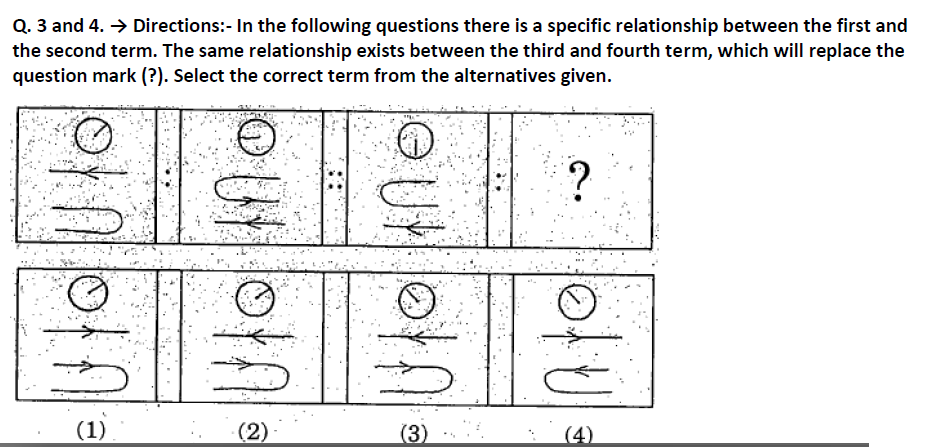 Q. 3 and 4. → Directions:- In the following questions there is a specific relationship between the first and
the second term. The same relationship exists between the third and fourth term, which will replace the
question mark (?). Select the correct term from the alternatives given.
: :: : ?
(1) (2) (3) (4)